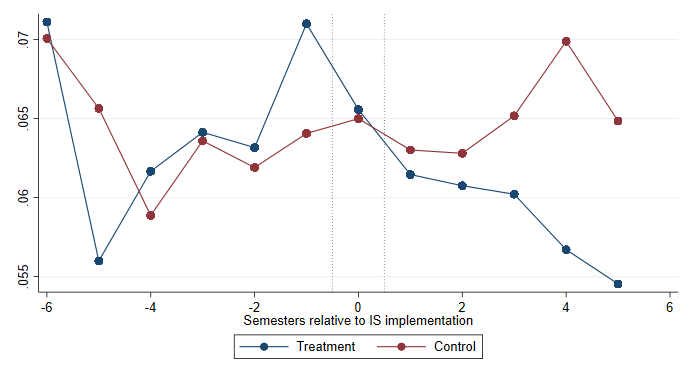 .07
.065
.06
.055
-6 -4 -2 0 2 4 6
Semesters relative to IS implementation
Treatment Control